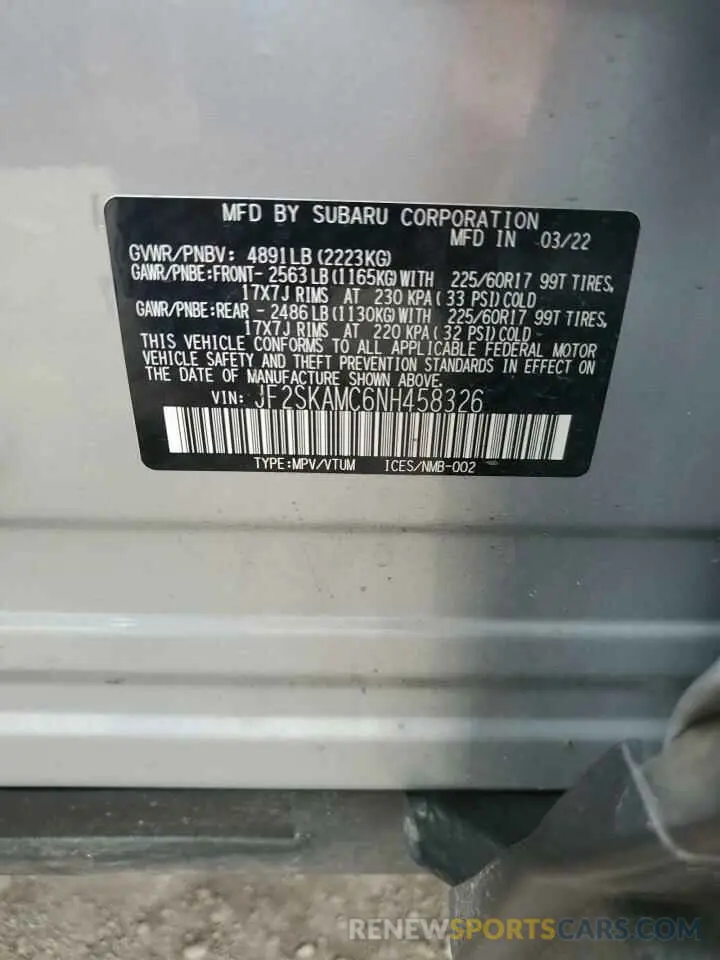 MFD BY SUBARU CORPORATION
MFD IN 03/22
GVWR/PNBV: 4891LB(2223KG)
GAWR/PNBE:FRONT- 2563LB(1165KG)WITH 225/60R17 99T TIRES,
17X7J RIMS AT 230 KPA(33 PSI)COLD
GAWR/PNBE:REAR - 2486LB(1130KG)WITH 225/60R17 99T TIRES,
17X7J RIMS AT 220 KPA(32 PSI)COLD
THIS VEHICLE CONFORMS TO ALL APPLICABLE FEDERAL MOTOR
VEHICLE SAFETY AND THEFT PREVENTION STANDARDS IN EFFECT ON
THE DATE OF MANUFACTURE SHOWN ABOVE.
VIN: JF2SKAMC6NH458326
TYPE:MPV/VTUM ICES/NMB-002
RENEWSPORTSCARS.COM